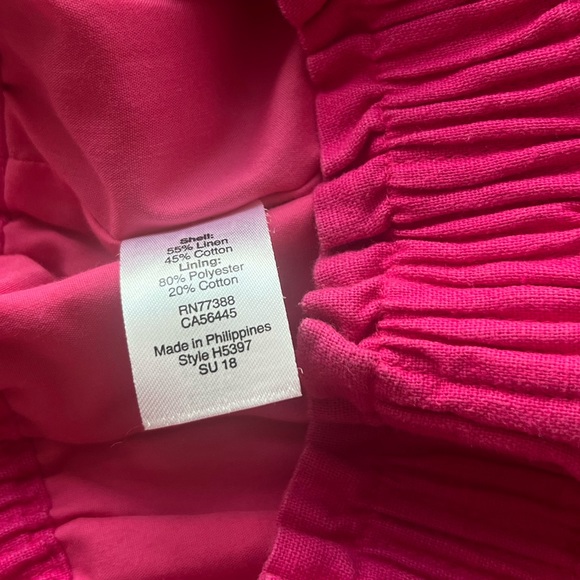 Shell:
55% Linen
45% Cotton
Lining:
80% Polyester
20% Cotton
RN77388
CA56445
Made in Philippines
Style H5397
SU 18